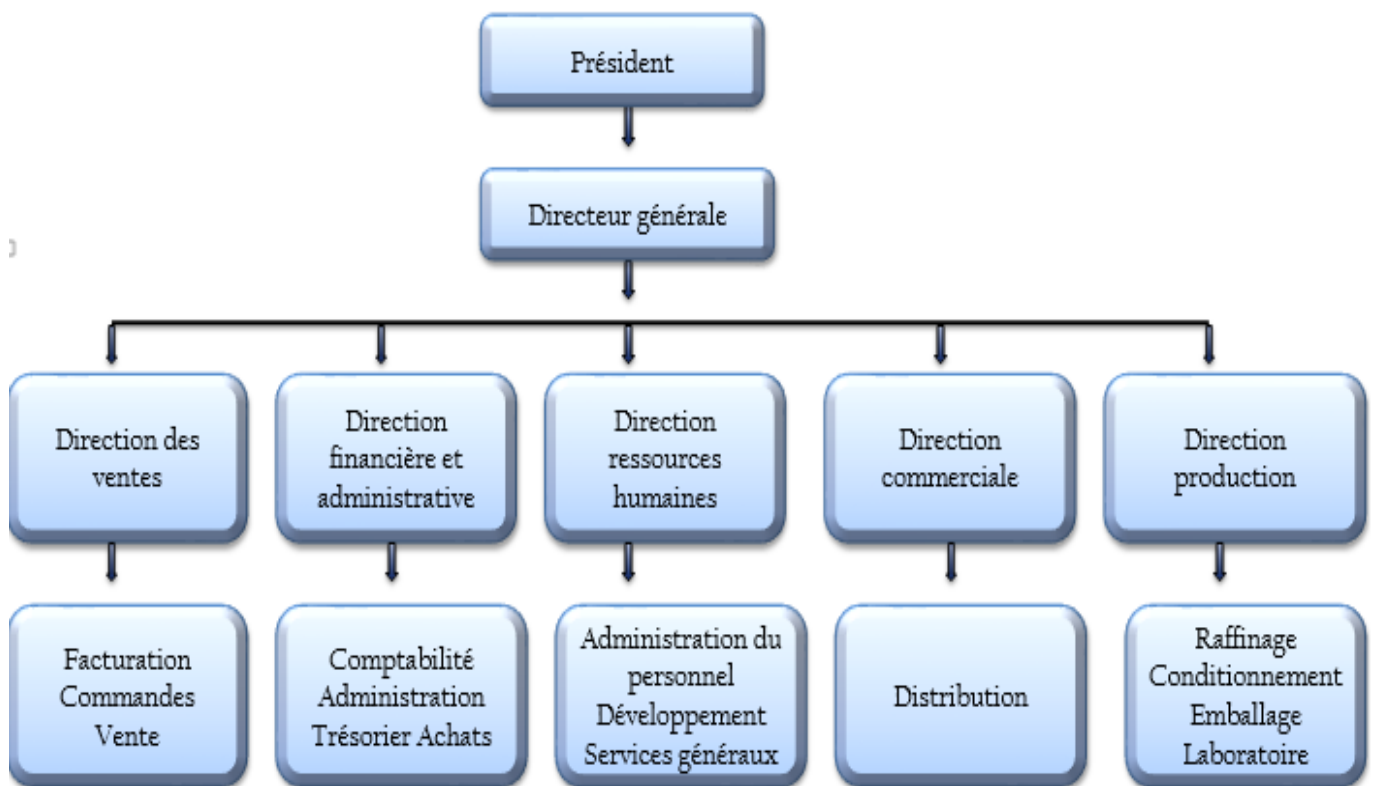 Président
Directeur générale
Direction des
ventes
Direction
financière et
administrative
Direction
ressources
humaines
Direction
commerciale
Direction
production
Facturation
Commandes
Vente
Comptabilité
Administration
Trésorier Achats
Administration du
personnel
Développement
Services généraux
Distribution
Raffinage
Conditionnement
Emballage
Laboratoire